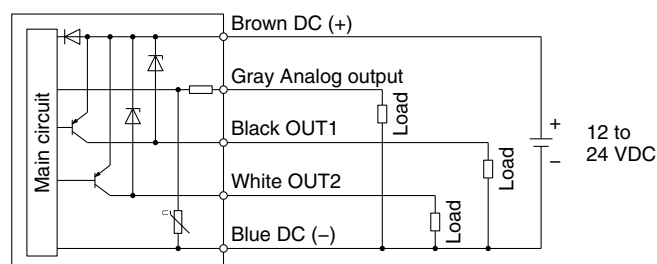 Brown DC (+)
Gray Analog output
Black OUT1
White OUT2
Blue DC (−)
Main circuit
Load
Load
Load
+
−
12 to
24 VDC